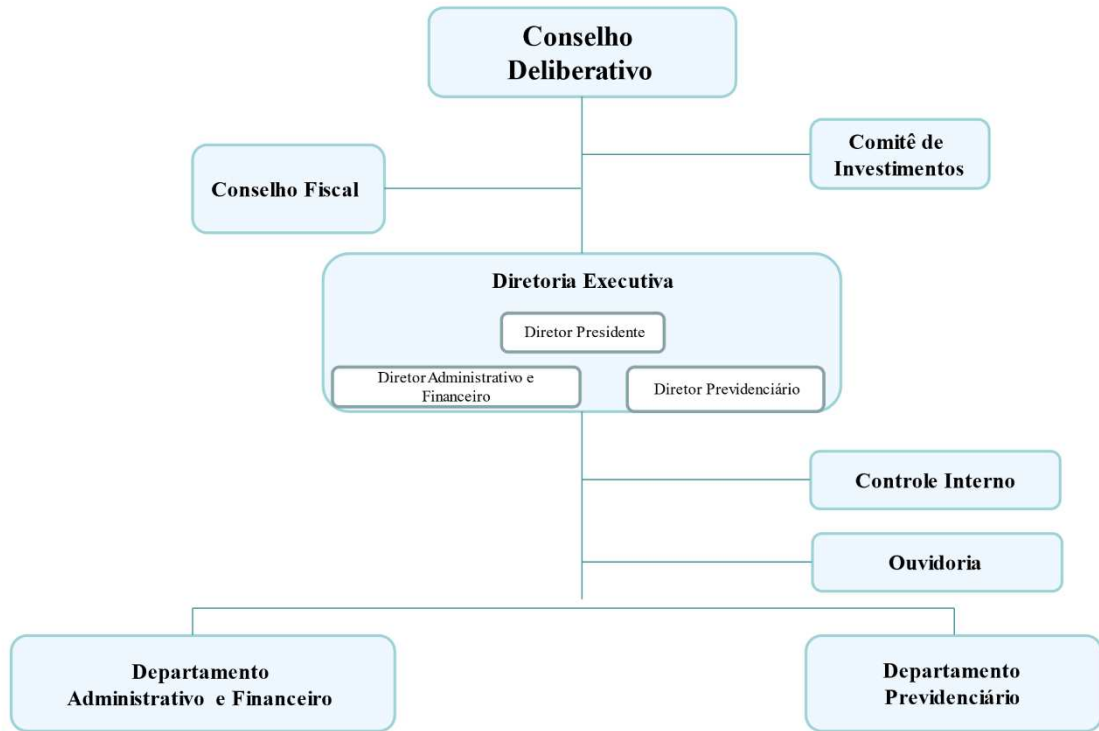 Conselho
Deliberativo
Comitê de
Investimentos
Conselho Fiscal
Diretoria Executiva
Diretor Presidente
Diretor Administrativo e
Financeiro
Diretor Previdenciário
Controle Interno
Ouvidoria
Departamento
Administrativo e Financeiro
Departamento
Previdenciário